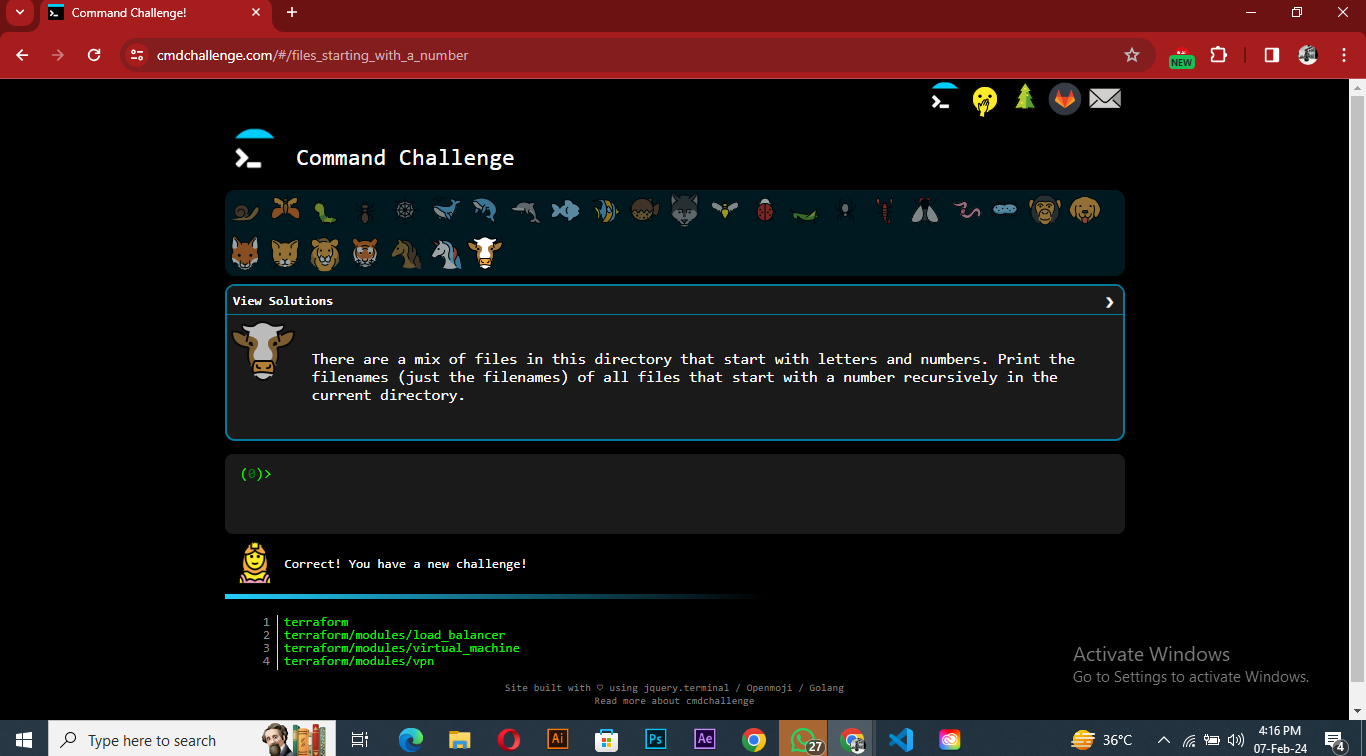 Command Challenge!
cmdchallenge.com/#/files_starting_with_a_number
NEW
Command Challenge
View Solutions
There are a mix of files in this directory that start with letters and numbers. Print the
filenames (just the filenames) of all files that start with a number recursively in the
current directory.
(0)>
Correct! You have a new challenge!
1 terraform
2 terraform/modules/load_balancer
3 terraform/modules/virtual_machine
4 terraform/modules/vpn
Activate Windows
Go to Settings to activate Windows.
Site built with ♡ using jquery.terminal / Openmoji / Golang
Read more about cmdchallenge
Type here to search
Ai
Ps
Ae
27
36°C
4:16 PM
07-Feb-24
4